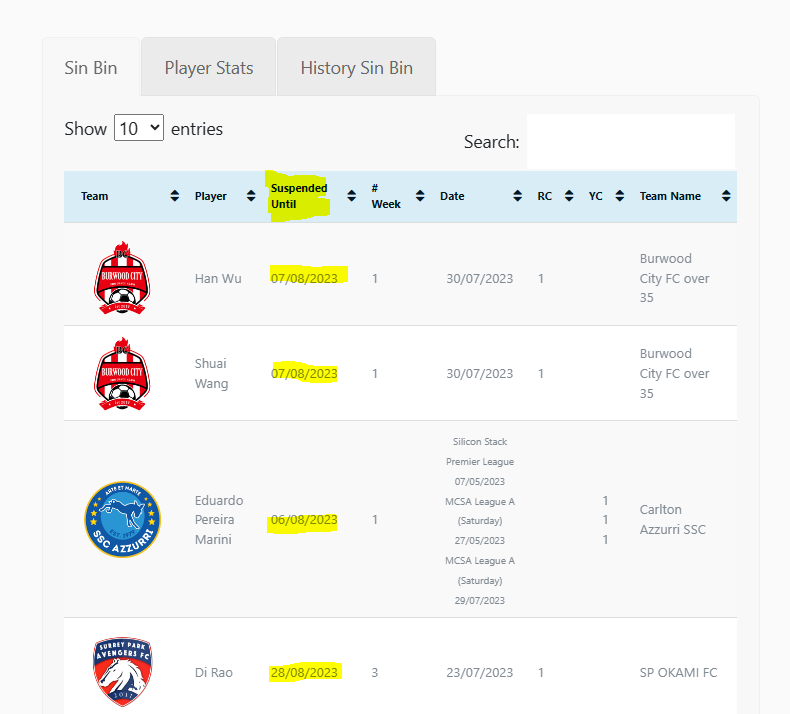 Sin Bin
Player Stats
History Sin Bin
Show 10 entries
Search:
Team
Player
Suspended
Until
#
Week
Date
RC
YC
Team Name
BURWOOD CITY
Han Wu
07/08/2023
1
30/07/2023
1
Burwood
City FC over
35
BURWOOD CITY
Shuai
Wang
07/08/2023
1
30/07/2023
1
Burwood
City FC over
35
SSC AZZURRI
Eduardo
Pereira
Marini
06/08/2023
1
Silicon Stack
Premier League
07/05/2023
MCSA League A
(Saturday)
27/05/2023
MCSA League A
(Saturday)
29/07/2023
1
1
1
Carlton
Azzurri SSC
SURREY PARK
AVENGERS FC
2011
Di Rao
28/08/2023
3
23/07/2023
1
SP OKAMI FC